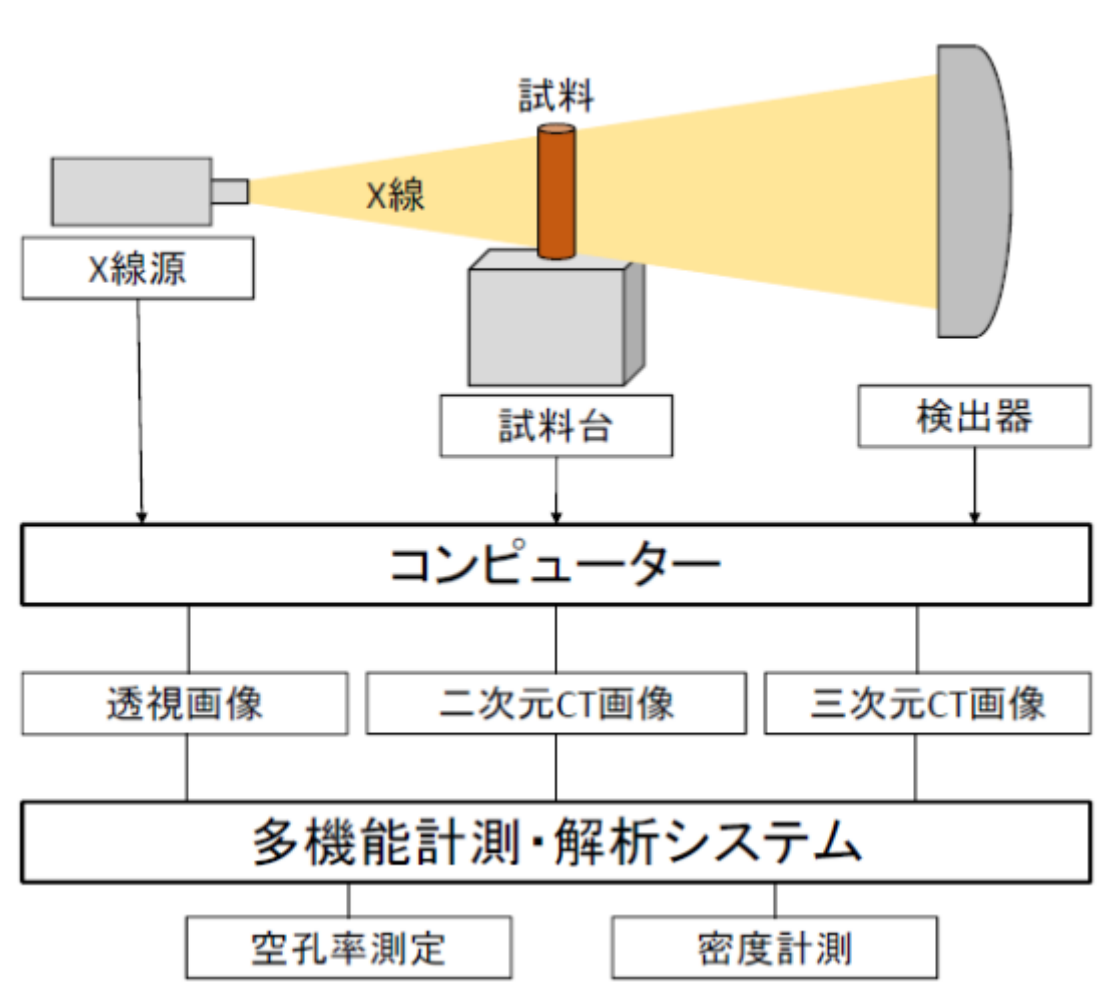 試料
X線
X線源
試料台
検出器
コンピューター
透視画像
二次元CT画像
三次元CT画像
多機能計測・解析システム
空孔率測定
密度計測